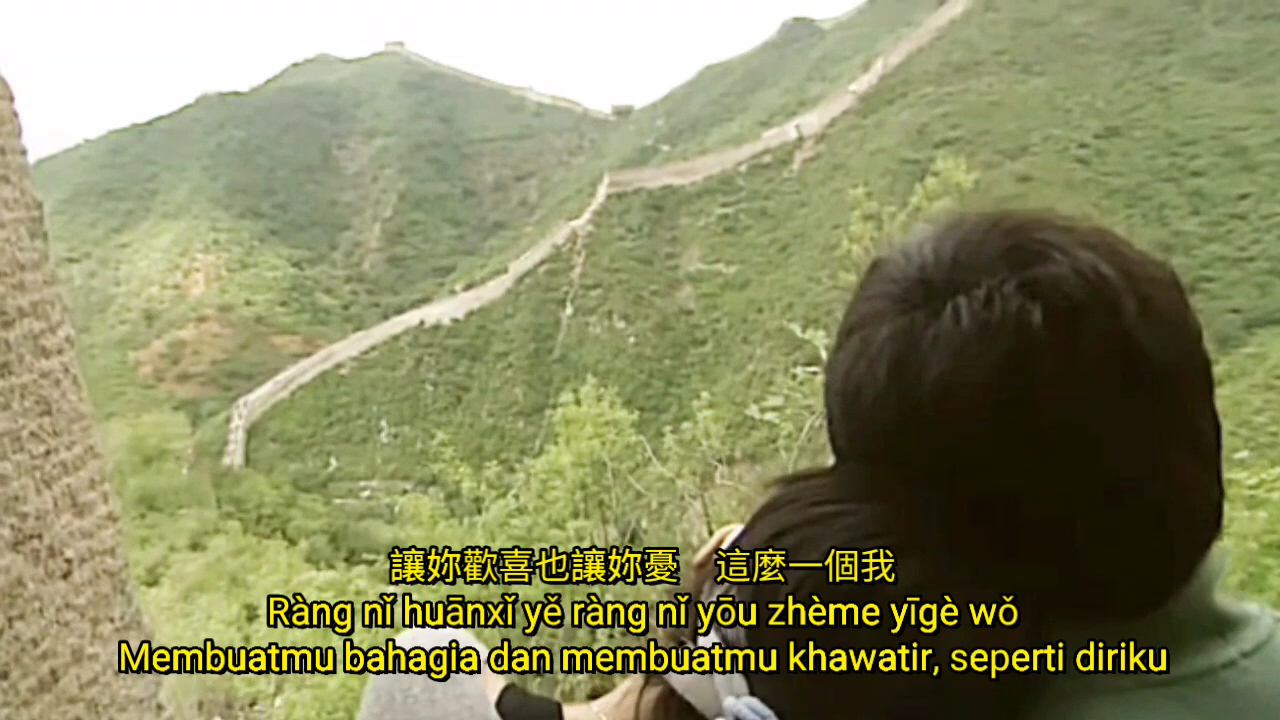 讓妳歡喜也讓妳憂　這麼一個我
Ràng nǐ huānxǐ yě ràng nǐ yōu zhème yīgè wǒ
Membuatmu bahagia dan membuatmu khawatir, seperti diriku